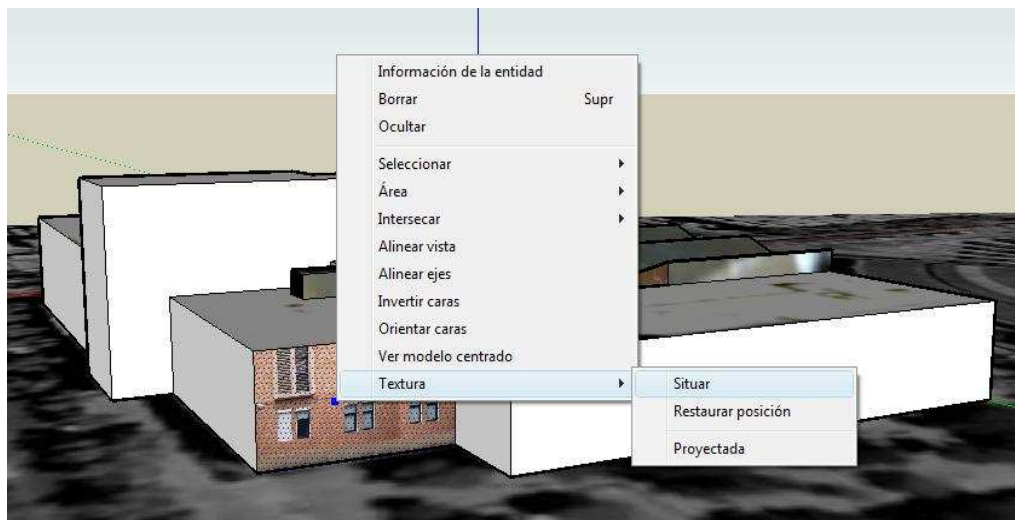 Información de la entidad
Borrar Supr
Ocultar
Seleccionar
Área
Intersecar
Alinear vista
Alinear ejes
Invertir caras
Orientar caras
Ver modelo centrado
Textura
Situar
Restaurar posición
Proyectada